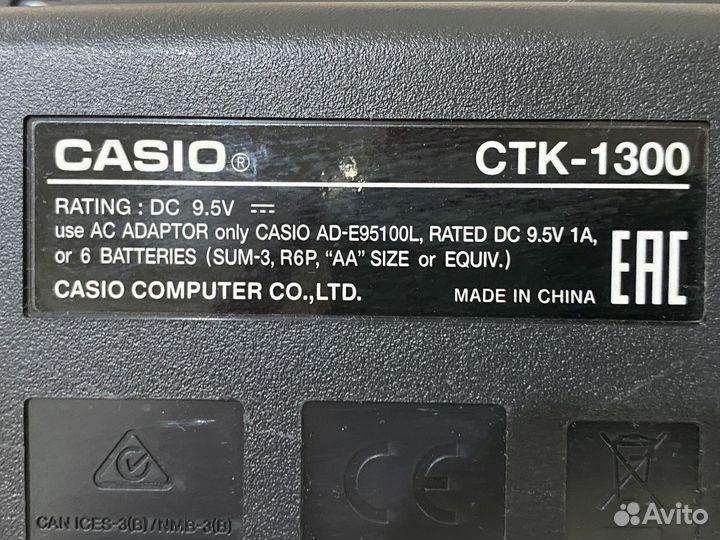 CASIO® CTK-1300
RATING : DC 9.5V ⎓
use AC ADAPTOR only CASIO AD-E95100L, RATED DC 9.5V 1A,
or 6 BATTERIES (SUM-3, R6P, "AA" SIZE or EQUIV.)
CASIO COMPUTER CO.,LTD. MADE IN CHINA EAC
CAN ICES-3(B)/NMB-3(B)
CE
Avito